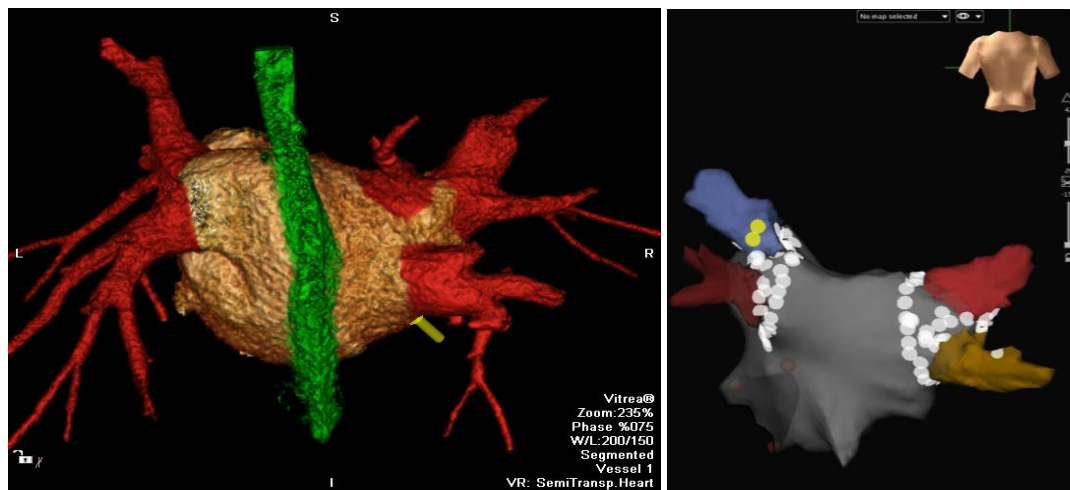 S
L
R
I
Vitrea®
Zoom:235%
Phase %075
W/L:200/150
Segmented
Vessel 1
VR: SemiTransp.Heart
No map selected